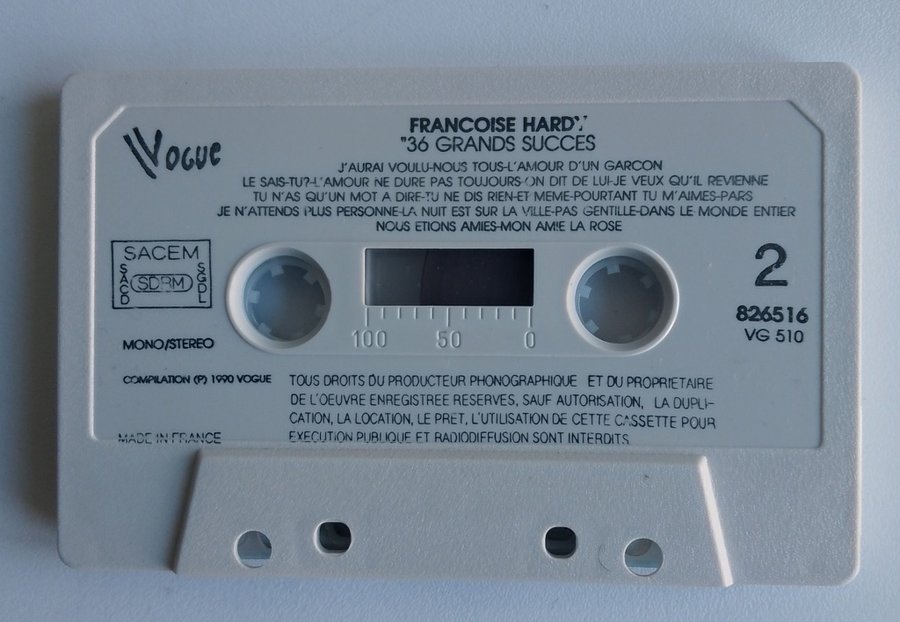 VOGUE
FRANCOISE HARDY
"36 GRANDS SUCCES
J'AURAI VOULU-NOUS TOUS-L'AMOUR D'UN GARCON
LE SAIS-TU?-L'AMOUR NE DURE PAS TOUJOURS-ON DIT DE LUI-JE VEUX QU'IL REVIENNE
TU N'AS QU'UN MOT A DIRE-TU NE DIS RIEN-ET MEME-POURTANT TU M'AIMES-PARS
JE N'ATTENDS PLUS PERSONNE-LA NUIT EST SUR LA VILLE-PAS GENTILLE-DANS LE MONDE ENTIER
NOUS ETIONS AMIES-MON AMIE LA ROSE
SACEM
SACD
SDRM
SGDL
2
826516
VG 510
100 50 0
MONO/STEREO
COMPILATION (P) 1990 VOGUE
TOUS DROITS DU PRODUCTEUR PHONOGRAPHIQUE ET DU PROPRIETAIRE
DE L'OEUVRE ENREGISTREE RESERVES, SAUF AUTORISATION, LA DUPLI-
CATION, LA LOCATION, LE PRET, L'UTILISATION DE CETTE CASSETTE POUR
EXECUTION PUBLIQUE ET RADIODIFFUSION SONT INTERDITS
MADE IN FRANCE